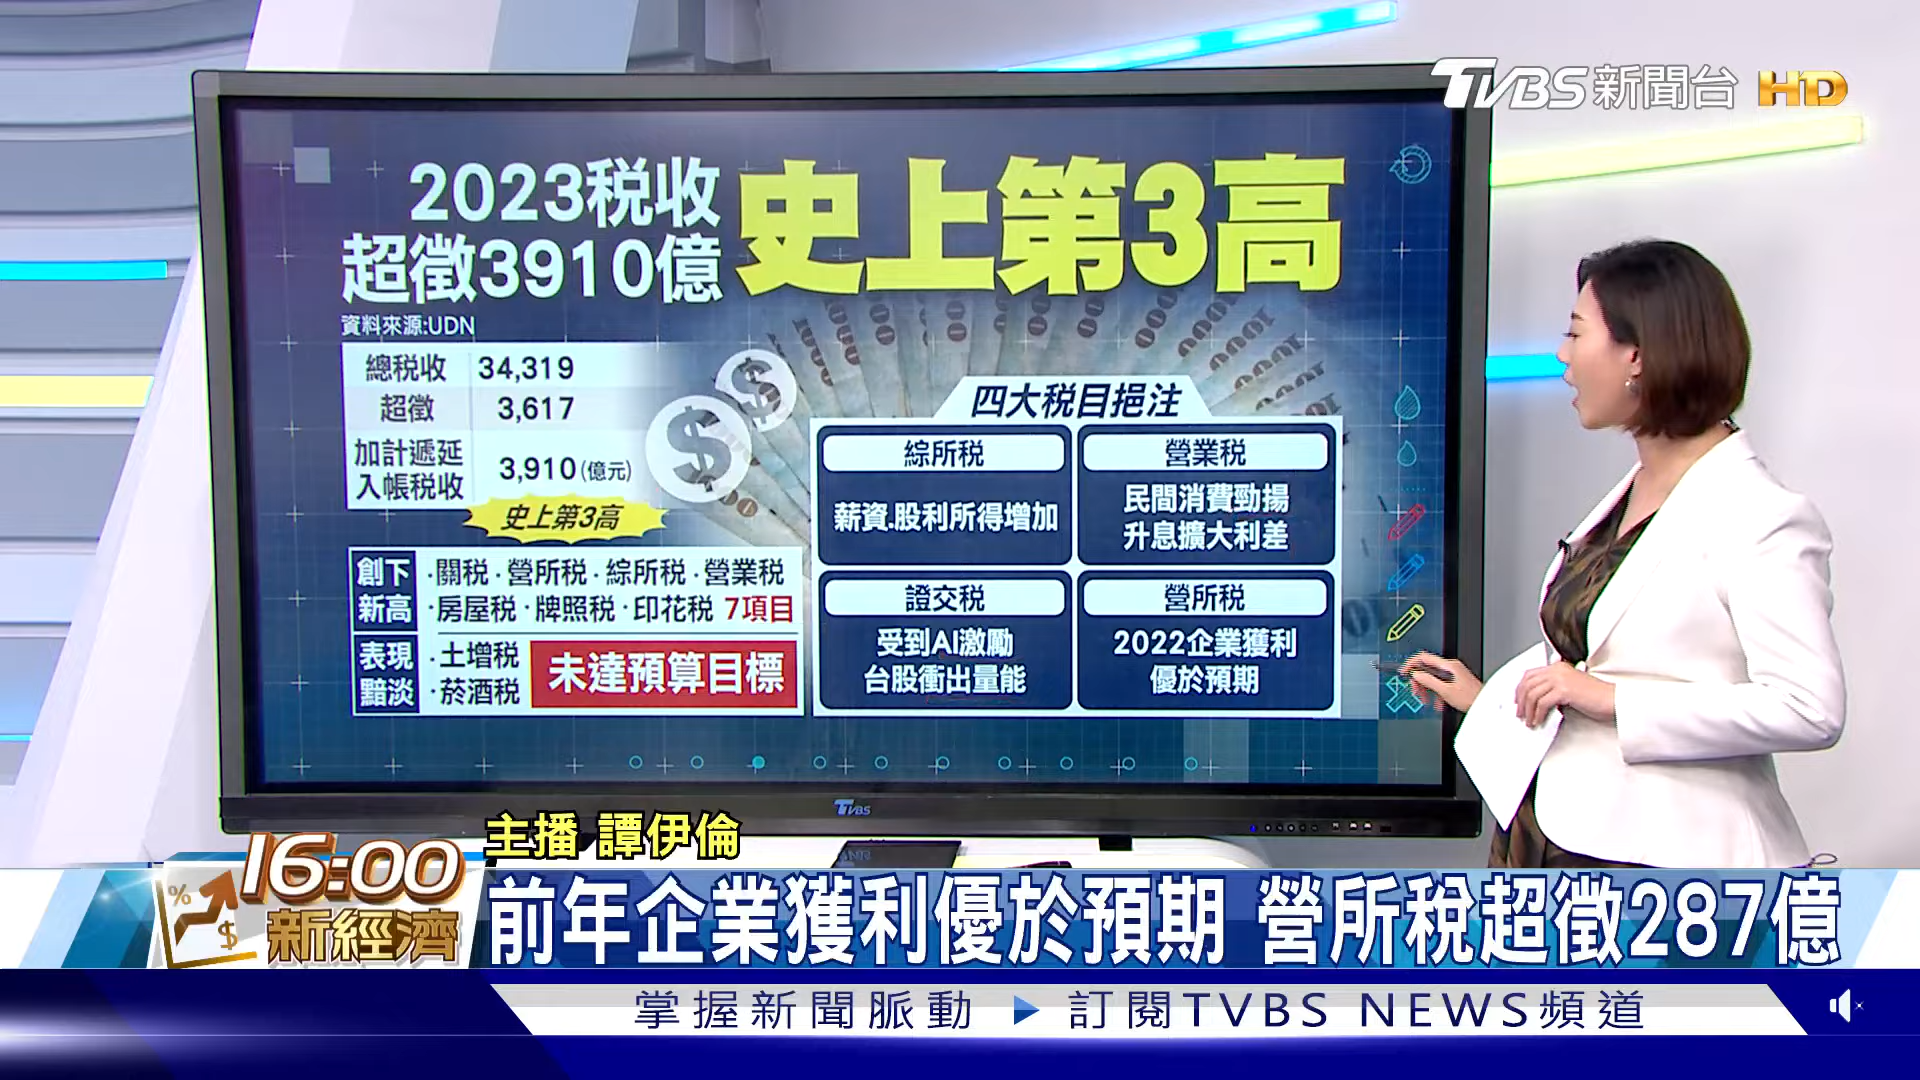 TVBS新聞台 HD
2023稅收
超徵3910億
史上第3高
資料來源:UDN
總稅收 34,319
超徵 3,617
加計遞延
入帳稅收
3,910(億元)
史上第3高
創下
新高
·關稅·營所稅·綜所稅·營業稅
·房屋稅·牌照稅·印花稅 7項目
表現
黯淡
·土增稅
·菸酒稅
未達預算目標
四大稅目挹注
綜所稅
薪資.股利所得增加
營業稅
民間消費勁揚
升息擴大利差
證交稅
受到AI激勵
台股衝出量能
營所稅
2022企業獲利
優於預期
TVBS
主播 譚伊倫
16:00
新經濟
前年企業獲利優於預期 營所稅超徵287億
掌握新聞脈動 ▶ 訂閱TVBS NEWS頻道